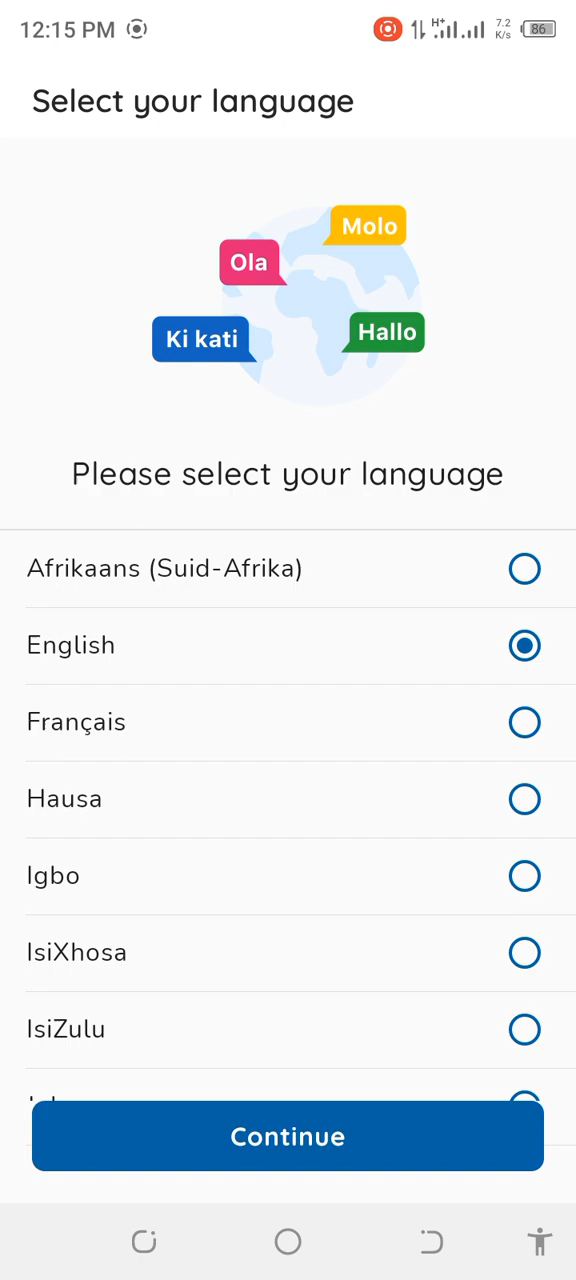 12:15 PM
H+
7.2
K/s
86
Select your language
Molo
Ola
Hallo
Ki kati
Please select your language
Afrikaans (Suid-Afrika)
English
Français
Hausa
Igbo
IsiXhosa
IsiZulu
Continue